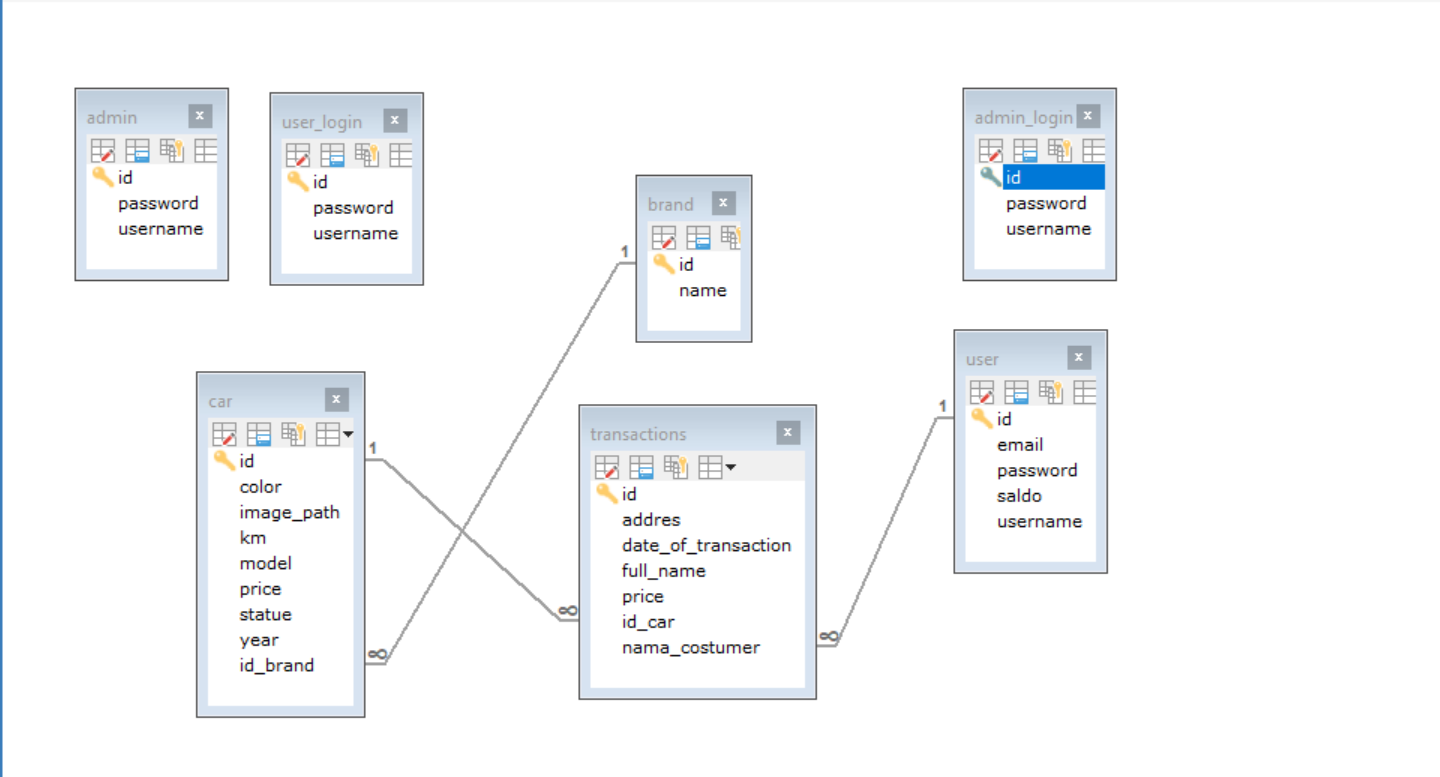 admin
x
id
password
username
user_login
x
id
password
username
brand
x
id
name
admin_login
x
id
password
username
car
x
id
color
image_path
km
model
price
statue
year
id_brand
transactions
x
id
addres
date_of_transaction
full_name
price
id_car
nama_costumer
user
x
id
email
password
saldo
username
1
∞
1
∞
1
∞